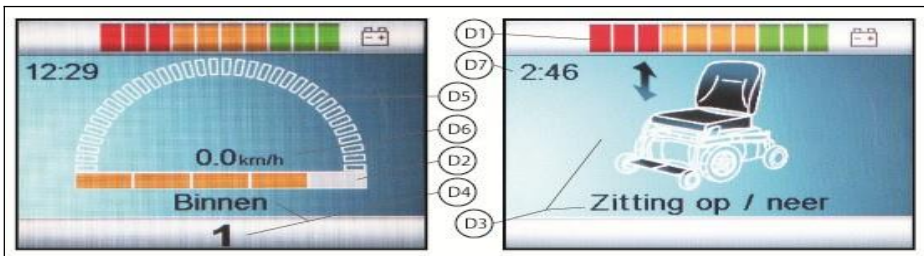 12:29
0.0km/h
Binnen
1
D1
D7
D5
D6
D2
D4
D3
2:46
Zitting op / neer